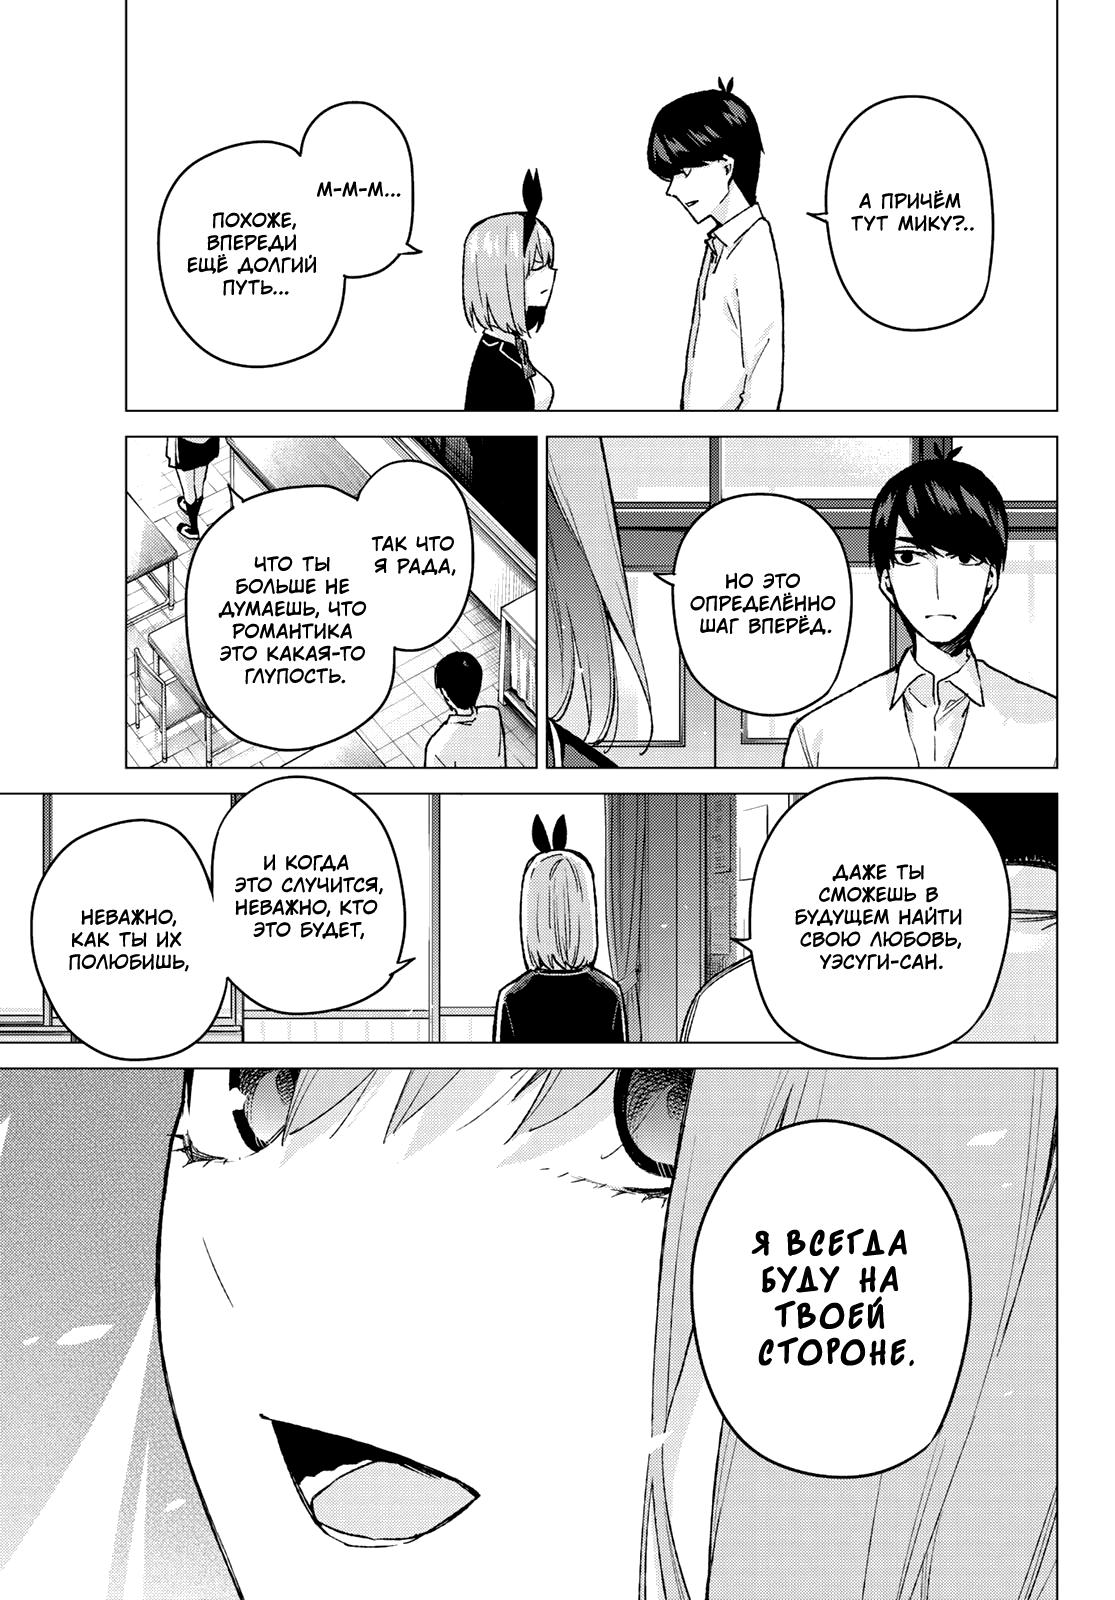 А ПРИЧЁМ
ТУТ МИКУ?..
М-М-М...
ПОХОЖЕ,
ВПЕРЕДИ
ЕЩЁ ДОЛГИЙ
ПУТЬ...
НО ЭТО
ОПРЕДЕЛЁННО
ШАГ ВПЕРЁД.
ТАК ЧТО
Я РАДА,
ЧТО ТЫ
БОЛЬШЕ НЕ
ДУМАЕШЬ, ЧТО
РОМАНТИКА
ЭТО КАКАЯ-ТО
ГЛУПОСТЬ.
ДАЖЕ ТЫ
СМОЖЕШЬ В
БУДУЩЕМ НАЙТИ
СВОЮ ЛЮБОВЬ,
УЭСУГИ-САН.
И КОГДА
ЭТО СЛУЧИТСЯ,
НЕВАЖНО, КТО
ЭТО БУДЕТ,
НЕВАЖНО,
КАК ТЫ ИХ
ПОЛЮБИШЬ,
Я ВСЕГДА
БУДУ НА
ТВОЕЙ
СТОРОНЕ.